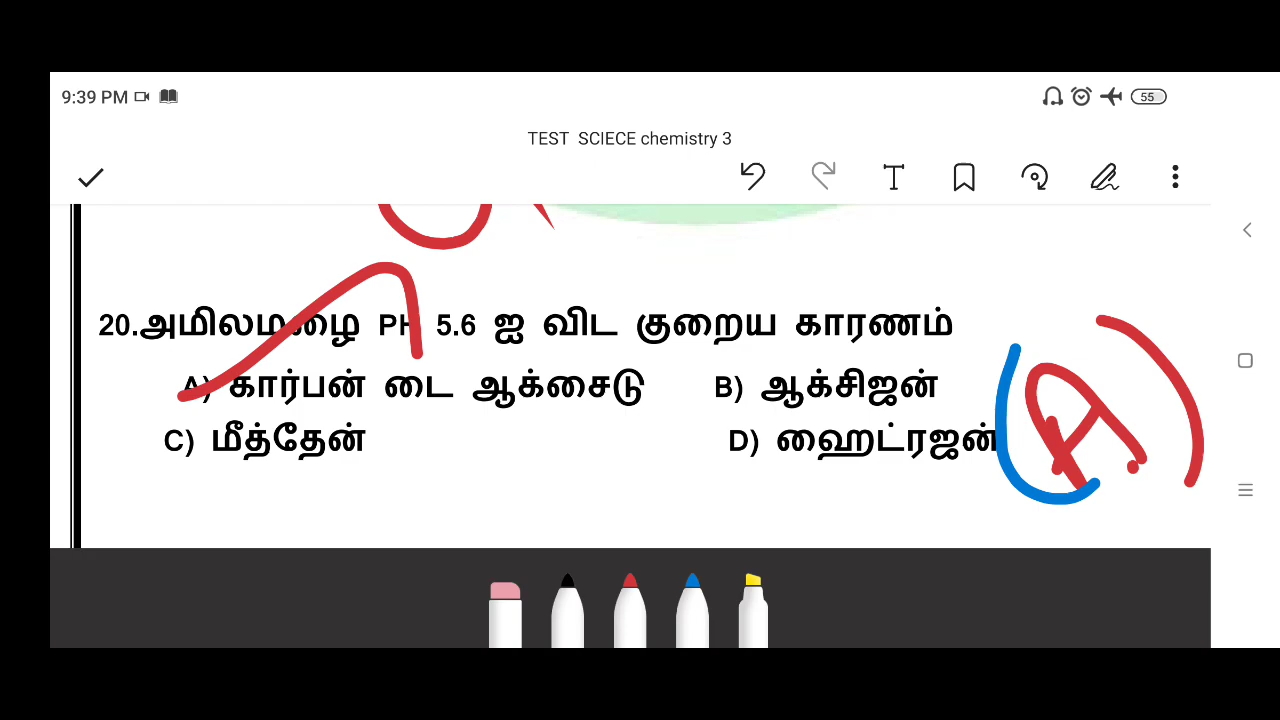 9:39 PM
55
TEST SCIECE chemistry 3
20.அமிலமழை PH 5.6 ஐ விட குறைய காரணம்
A) கார்பன் டை ஆக்சைடு B) ஆக்சிஜன்
C) மீத்தேன் D) ஹைட்ரஜன்
(A)